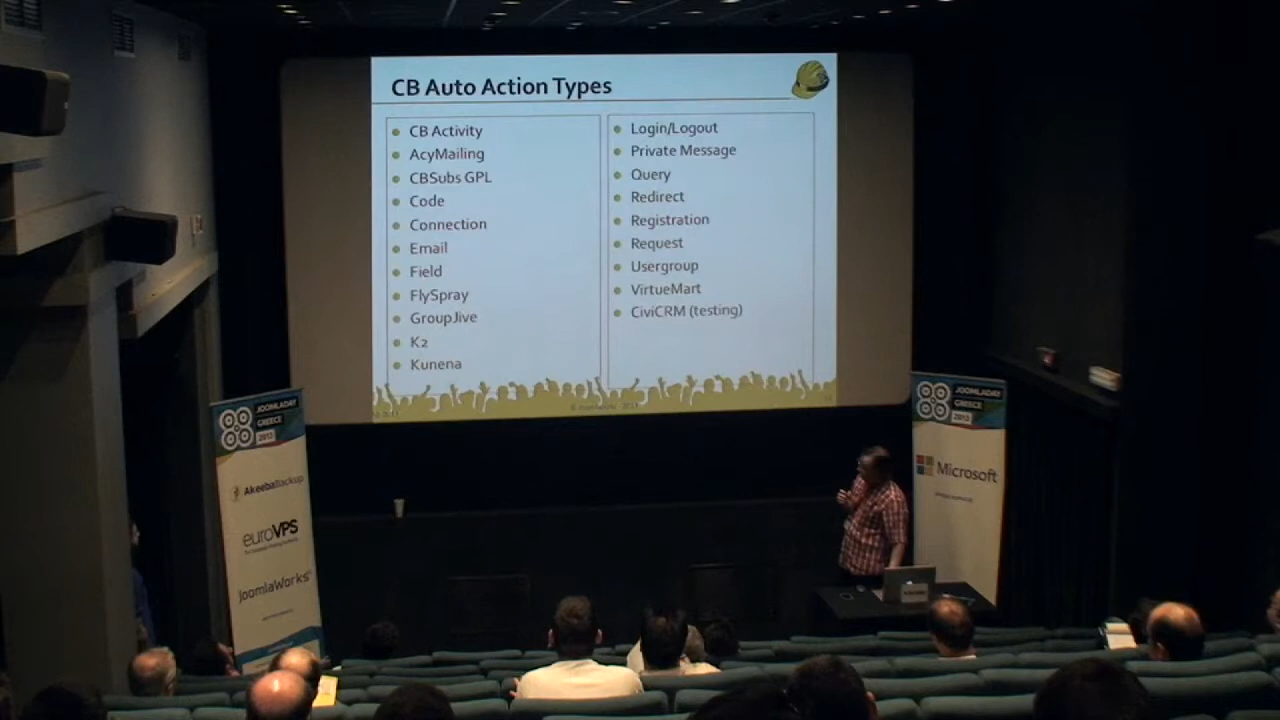 CB Auto Action Types
CB Activity
AcyMailing
CBSubs GPL
Code
Connection
Email
Field
FlySpray
GroupJive
K2
Kunena
Login/Logout
Private Message
Query
Redirect
Registration
Request
Usergroup
VirtueMart
CiviCRM (testing)
JOOMLADAY
GREECE
2013
AkeebaBackup
euroVPS
JoomlaWorks
JOOMLADAY
GREECE
2013
Microsoft